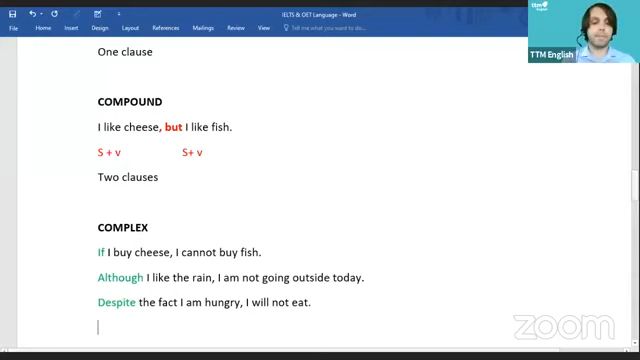 IELTS & OET Language - Word
File Home Insert Design Layout References Mailings Review View Tell me what you want to do...
ttm
English
TTM English
One clause
COMPOUND
I like cheese, but I like fish.
S + v S+ v
Two clauses
COMPLEX
If I buy cheese, I cannot buy fish.
Although I like the rain, I am not going outside today.
Despite the fact I am hungry, I will not eat.
zoom